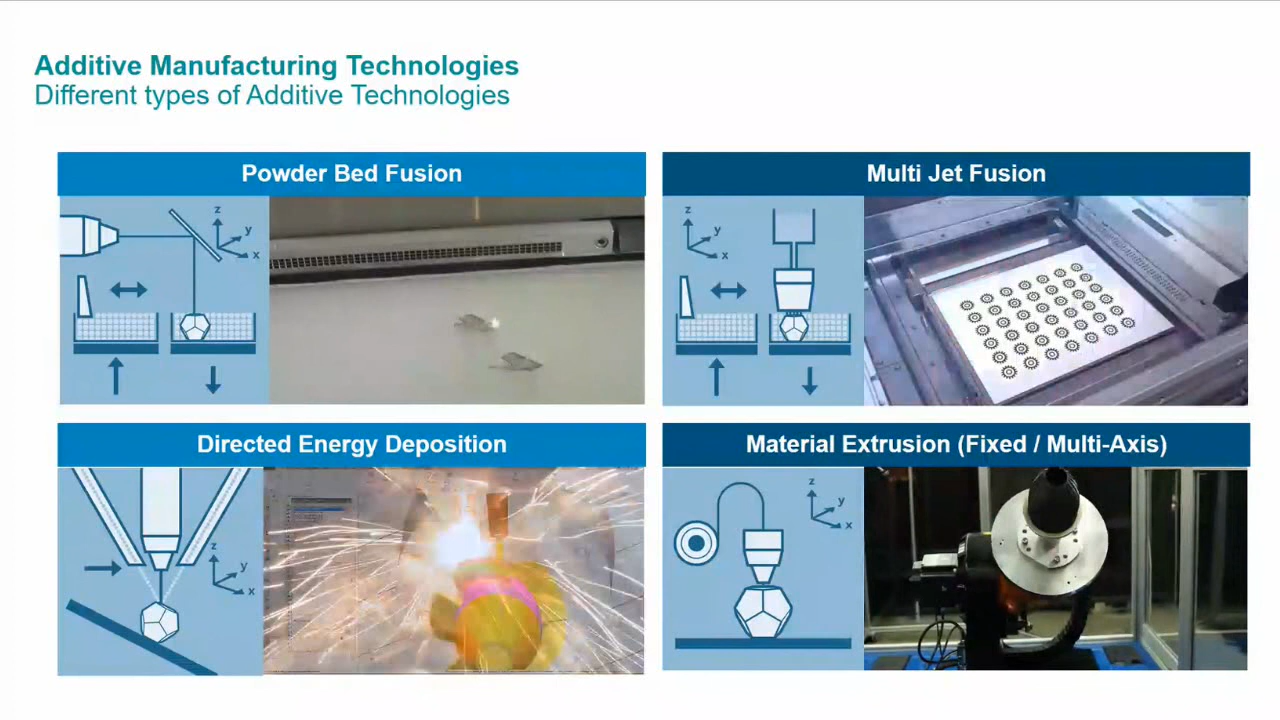 Additive Manufacturing Technologies
Different types of Additive Technologies
Powder Bed Fusion
Multi Jet Fusion
z
y
x
z
y
x
Directed Energy Deposition
Material Extrusion (Fixed / Multi-Axis)
z
y
x
z
y
x